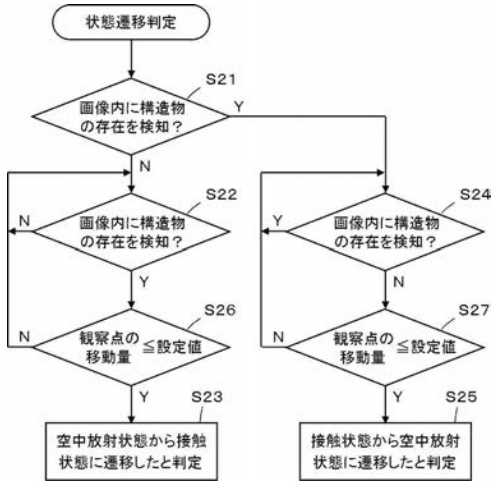 状態遷移判定
S21
画像内に構造物
の存在を検知?
Y
N
S22
画像内に構造物
の存在を検知?
N
Y
S26
観察点の
移動量 ≦設定値
N
Y
S23
空中放射状態から接触
状態に遷移したと判定
S24
画像内に構造物
の存在を検知?
Y
N
S27
観察点の
移動量 ≦設定値
N
Y
S25
接触状態から空中放射
状態に遷移したと判定